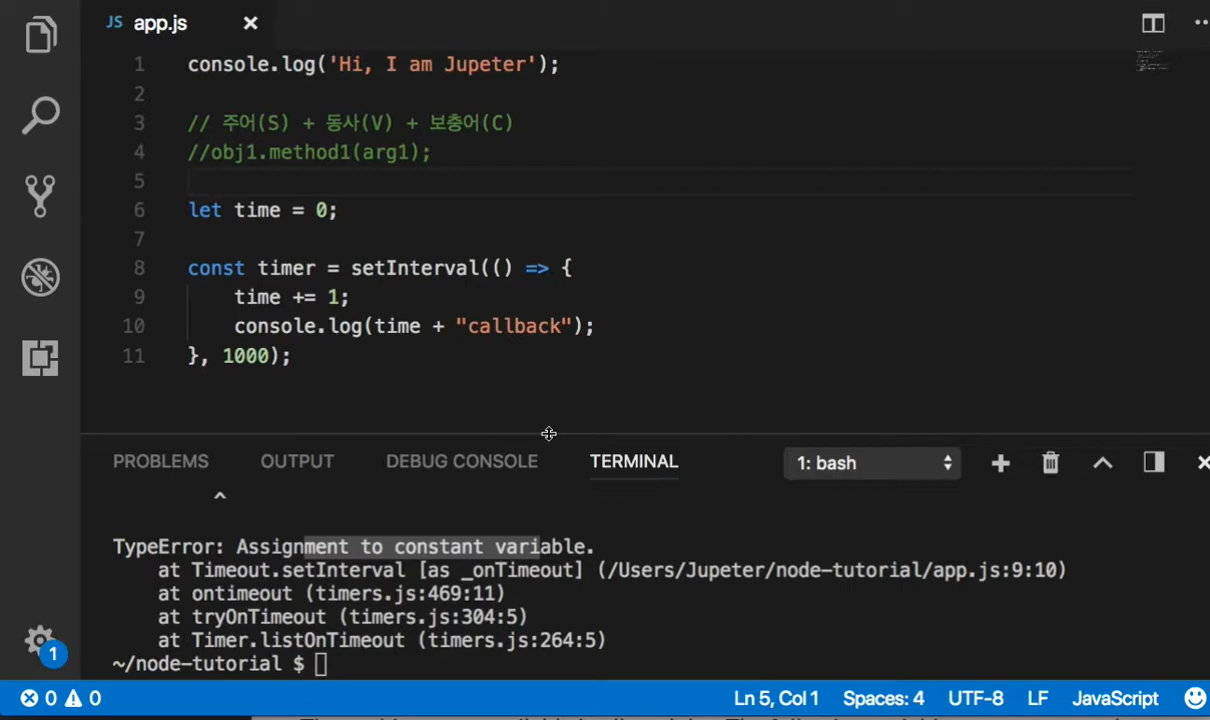 JS app.js
1 console.log('Hi, I am Jupeter');
2
3 // 주어(S) + 동사(V) + 보충어(C)
4 //obj1.method1(arg1);
5
6 let time = 0;
7
8 const timer = setInterval(() => {
9 time += 1;
10 console.log(time + "callback");
11 }, 1000);
PROBLEMS OUTPUT DEBUG CONSOLE TERMINAL 1: bash
^
TypeError: Assignment to constant variable.
at Timeout.setInterval [as _onTimeout] (/Users/Jupeter/node-tutorial/app.js:9:10)
at ontimeout (timers.js:469:11)
at tryOnTimeout (timers.js:304:5)
at Timer.listOnTimeout (timers.js:264:5)
~/node-tutorial $
1
0 0 Ln 5, Col 1 Spaces: 4 UTF-8 LF JavaScript